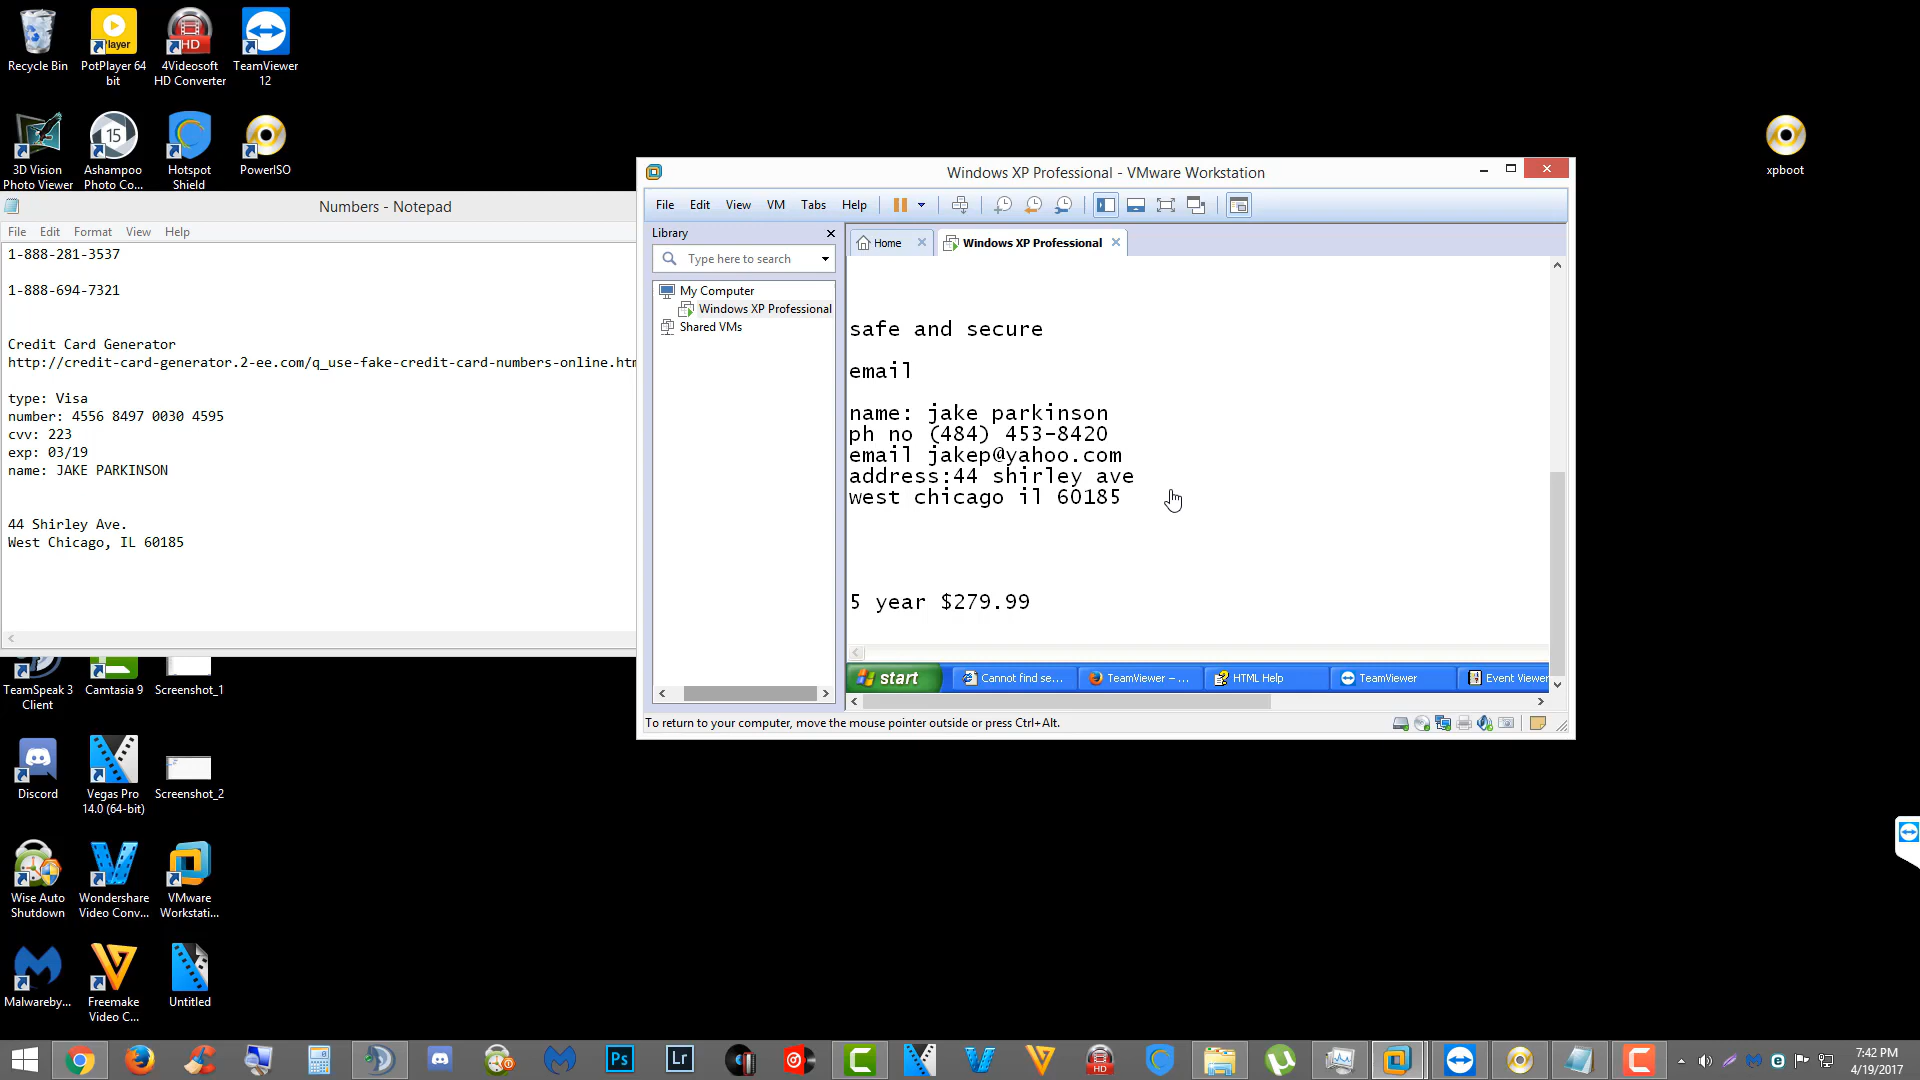 Recycle Bin
PotPlayer 64 bit
4Videosoft HD Converter
TeamViewer 12
3D Vision Photo Viewer
Ashampoo Photo Co...
Hotspot Shield
PowerISO
xpboot
Numbers - Notepad
File Edit Format View Help
1-888-281-3537
1-888-694-7321
Credit Card Generator
http://credit-card-generator.2-ee.com/q_use-fake-credit-card-numbers-online.htm
type: Visa
number: 4556 8497 0030 4595
cvv: 223
exp: 03/19
name: JAKE PARKINSON
44 Shirley Ave.
West Chicago, IL 60185
Windows XP Professional - VMware Workstation
File Edit View VM Tabs Help
Library
Type here to search
My Computer
Windows XP Professional
Shared VMs
Home
Windows XP Professional
safe and secure
email
name: jake parkinson
ph no (484) 453-8420
email jakep@yahoo.com
address:44 shirley ave
west chicago il 60185
5 year $279.99
start
Cannot find se...
TeamViewer – ...
HTML Help
TeamViewer
Event Viewer
To return to your computer, move the mouse pointer outside or press Ctrl+Alt.
TeamSpeak 3 Client
Camtasia 9
Screenshot_1
Discord
Vegas Pro 14.0 (64-bit)
Screenshot_2
Wise Auto Shutdown
Wondershare Video Conv...
VMware Workstati...
Malwareby...
Freemake Video C...
Untitled
7:42 PM
4/19/2017